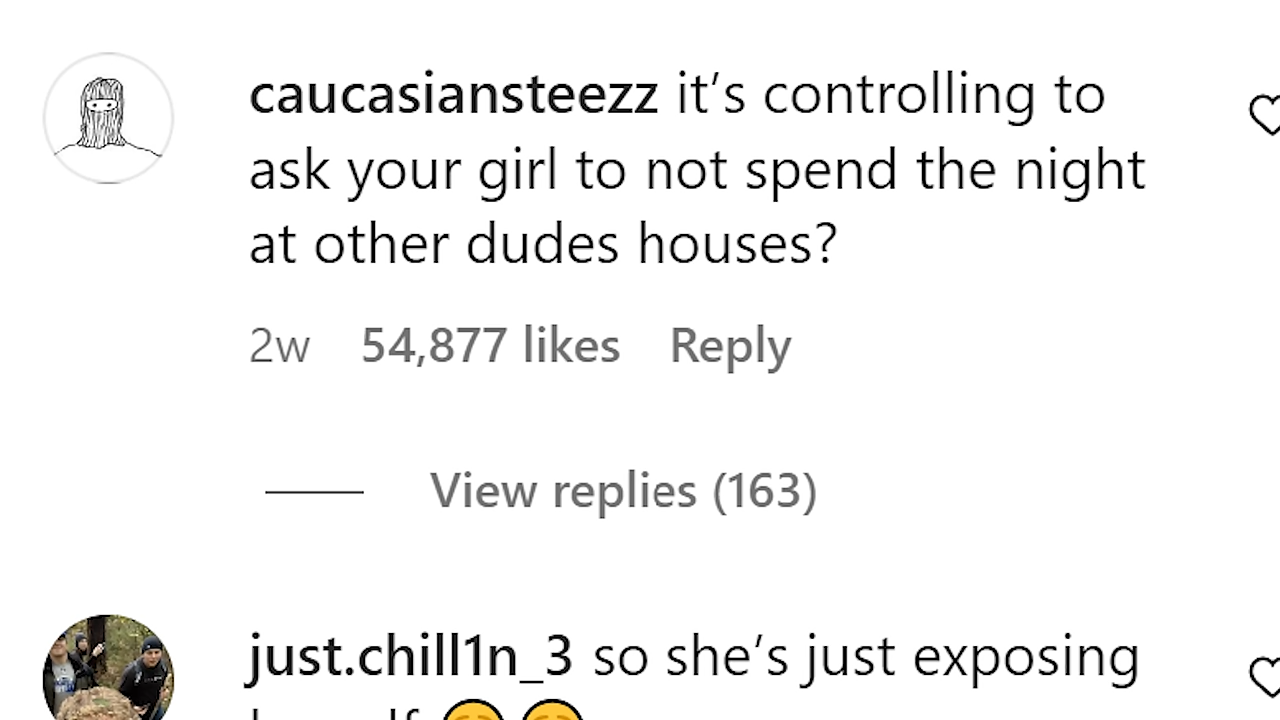 caucasiansteezz it’s controlling to
ask your girl to not spend the night
at other dudes houses?
2w 54,877 likes Reply
View replies (163)
just.chill1n_3 so she’s just exposing